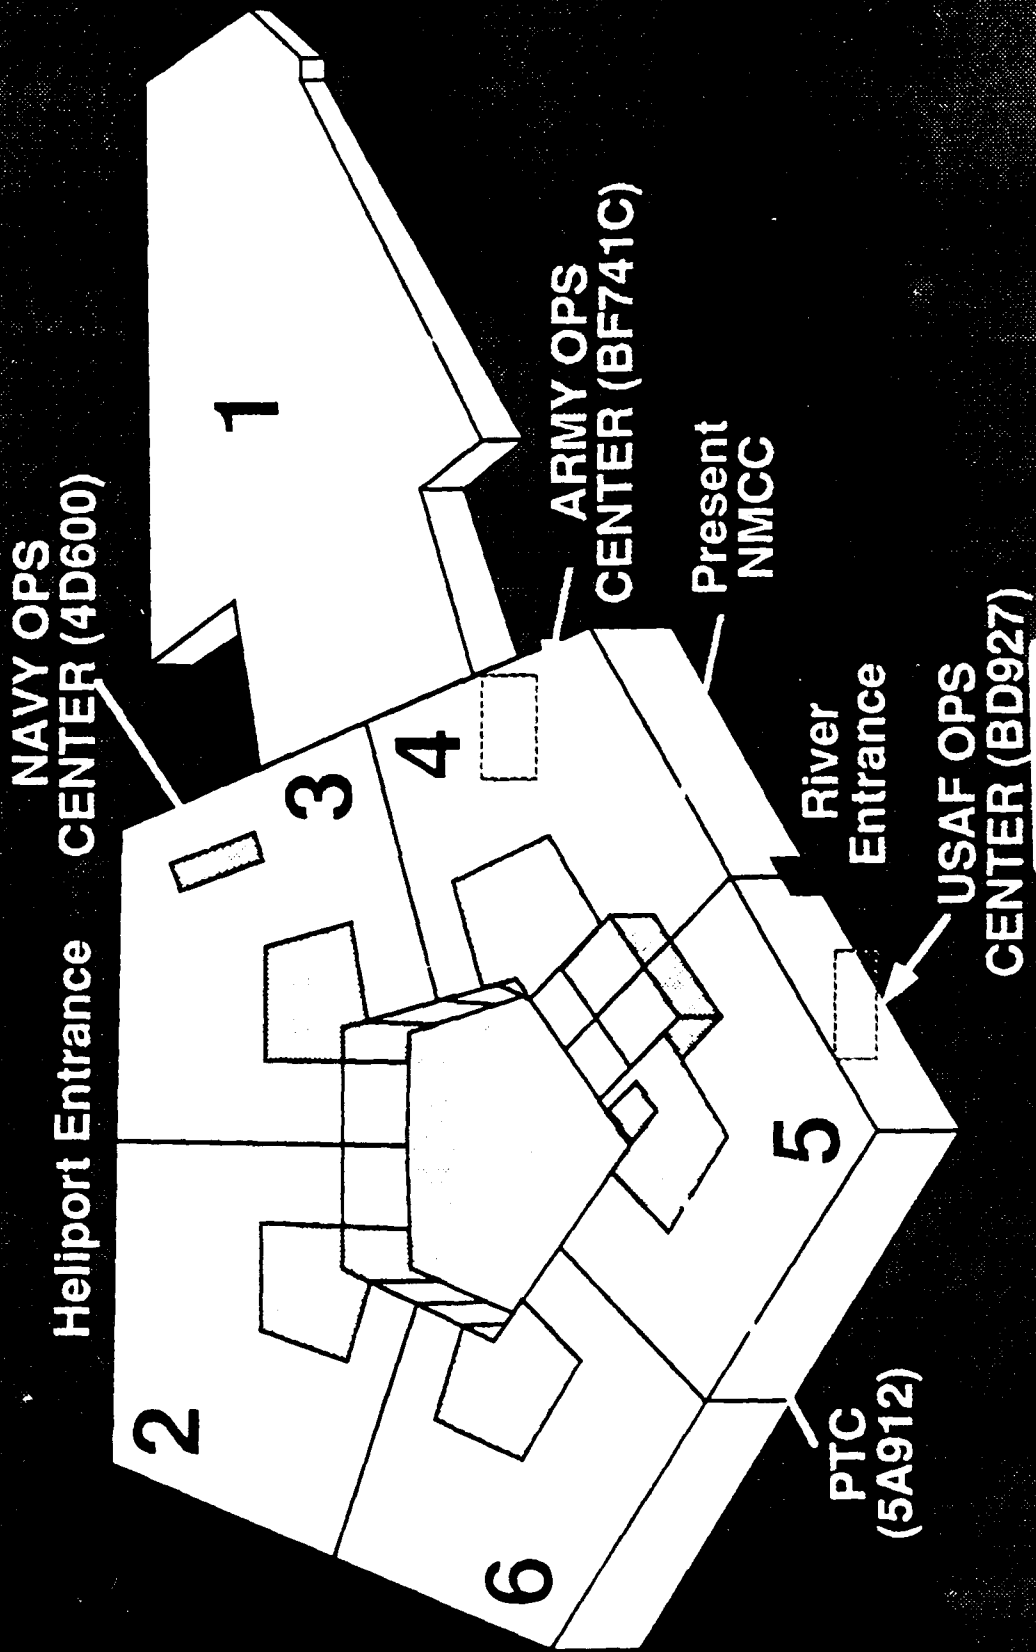 NAVY OPS
CENTER (4D600)
Heliport Entrance
1
2
3
4
5
6
ARMY OPS
CENTER (BF741C)
Present
NMCC
River
Entrance
USAF OPS
CENTER (BD927)
PTC
(5A912)